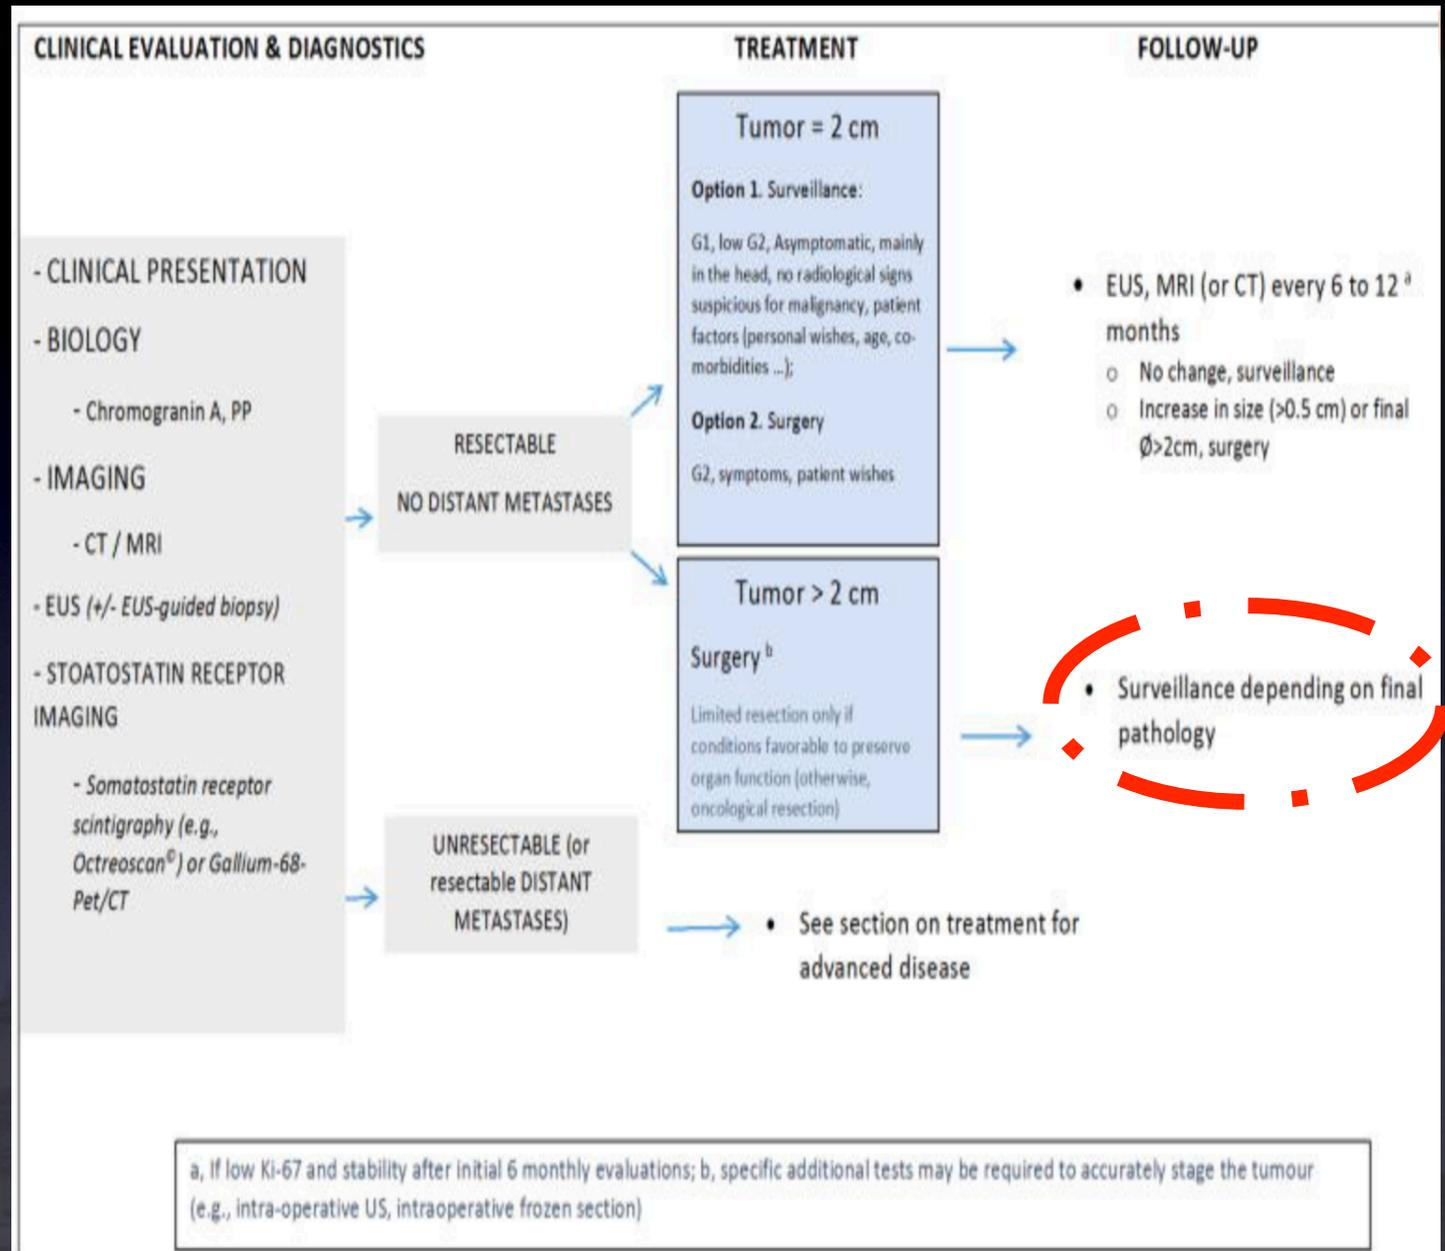 CLINICAL EVALUATION & DIAGNOSTICS
TREATMENT
FOLLOW-UP
- CLINICAL PRESENTATION
- BIOLOGY
- Chromogranin A, PP
- IMAGING
- CT / MRI
- EUS (+/- EUS-guided biopsy)
- STOATOSTATIN RECEPTOR
IMAGING
- Somatostatin receptor
scintigraphy (e.g.,
Octreoscan©) or Gallium-68-
Pet/CT
RESECTABLE
NO DISTANT METASTASES
UNRESECTABLE (or
resectable DISTANT
METASTASES)
Tumor = 2 cm
Option 1. Surveillance:
G1, low G2, Asymptomatic, mainly
in the head, no radiological signs
suspicious for malignancy, patient
factors (personal wishes, age, co-
morbidities ...);
Option 2. Surgery
G2, symptoms, patient wishes
Tumor > 2 cm
Surgery b
Limited resection only if
conditions favorable to preserve
organ function (otherwise,
oncological resection)
• See section on treatment for
advanced disease
• EUS, MRI (or CT) every 6 to 12 a
months
o No change, surveillance
o Increase in size (>0.5 cm) or final
Ø>2cm, surgery
• Surveillance depending on final
pathology
a, If low Ki-67 and stability after initial 6 monthly evaluations; b, specific additional tests may be required to accurately stage the tumour
(e.g., intra-operative US, intraoperative frozen section)